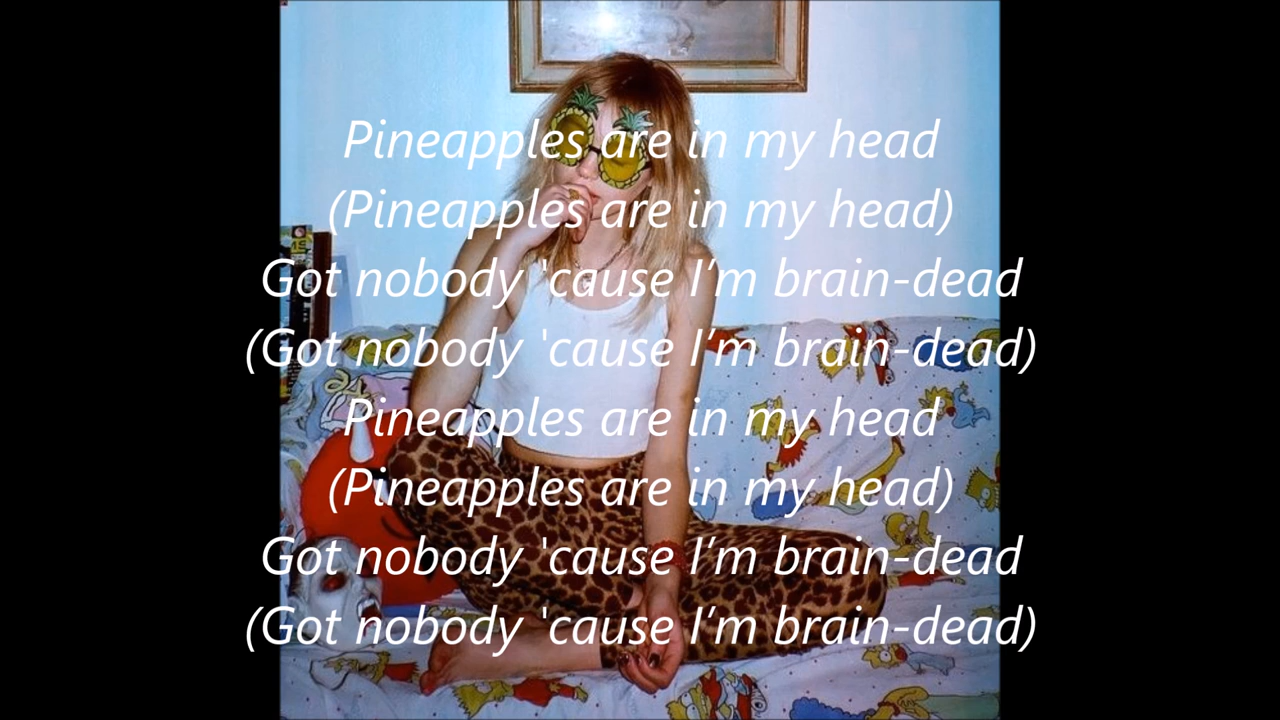 Pineapples are in my head
(Pineapples are in my head)
Got nobody 'cause I'm brain-dead
(Got nobody 'cause I'm brain-dead)
Pineapples are in my head
(Pineapples are in my head)
Got nobody 'cause I'm brain-dead
(Got nobody 'cause I'm brain-dead)